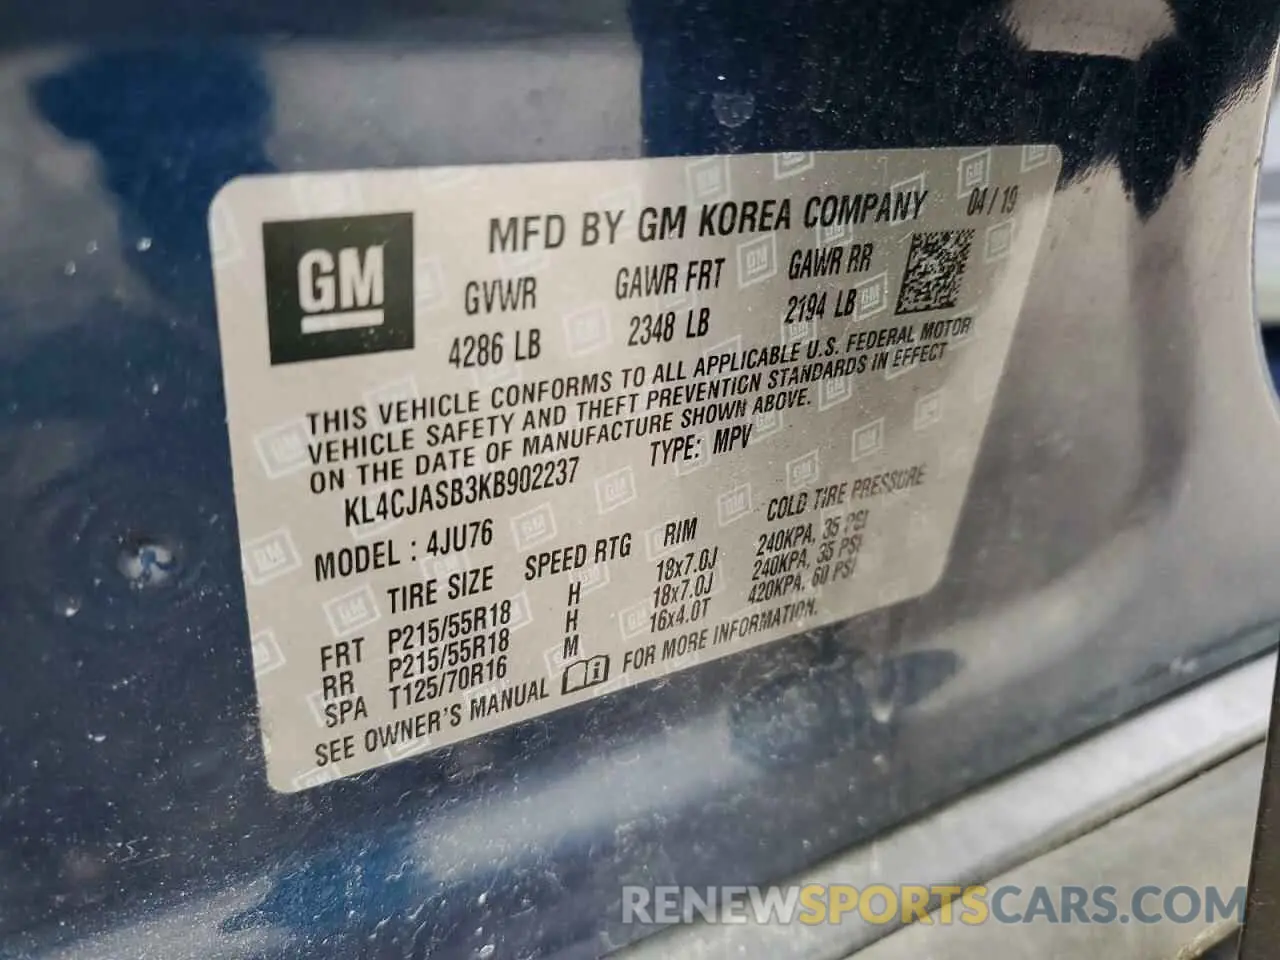 GM
MFD BY GM KOREA COMPANY 04/19
GVWR GAWR FRT GAWR RR
4286 LB 2348 LB 2194 LB
THIS VEHICLE CONFORMS TO ALL APPLICABLE U.S. FEDERAL MOTOR
VEHICLE SAFETY AND THEFT PREVENTION STANDARDS IN EFFECT
ON THE DATE OF MANUFACTURE SHOWN ABOVE.
KL4CJASB3KB902237 TYPE: MPV
MODEL : 4JU76
TIRE SIZE SPEED RTG RIM COLD TIRE PRESSURE
FRT P215/55R18 H 18x7.0J 240KPA, 35 PSI
RR P215/55R18 H 18x7.0J 240KPA, 35 PSI
SPA T125/70R16 M 16x4.0T 420KPA, 60 PSI
SEE OWNER'S MANUAL FOR MORE INFORMATION.
RENEWSPORTSCARS.COM